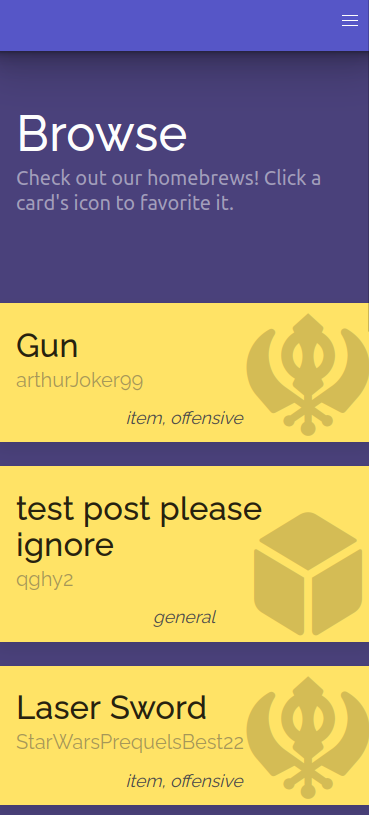 Browse
Check out our homebrews! Click a
card's icon to favorite it.
Gun
arthurJoker99
item, offensive
test post please
ignore
qghy2
general
Laser Sword
StarWarsPrequelsBest22
item, offensive